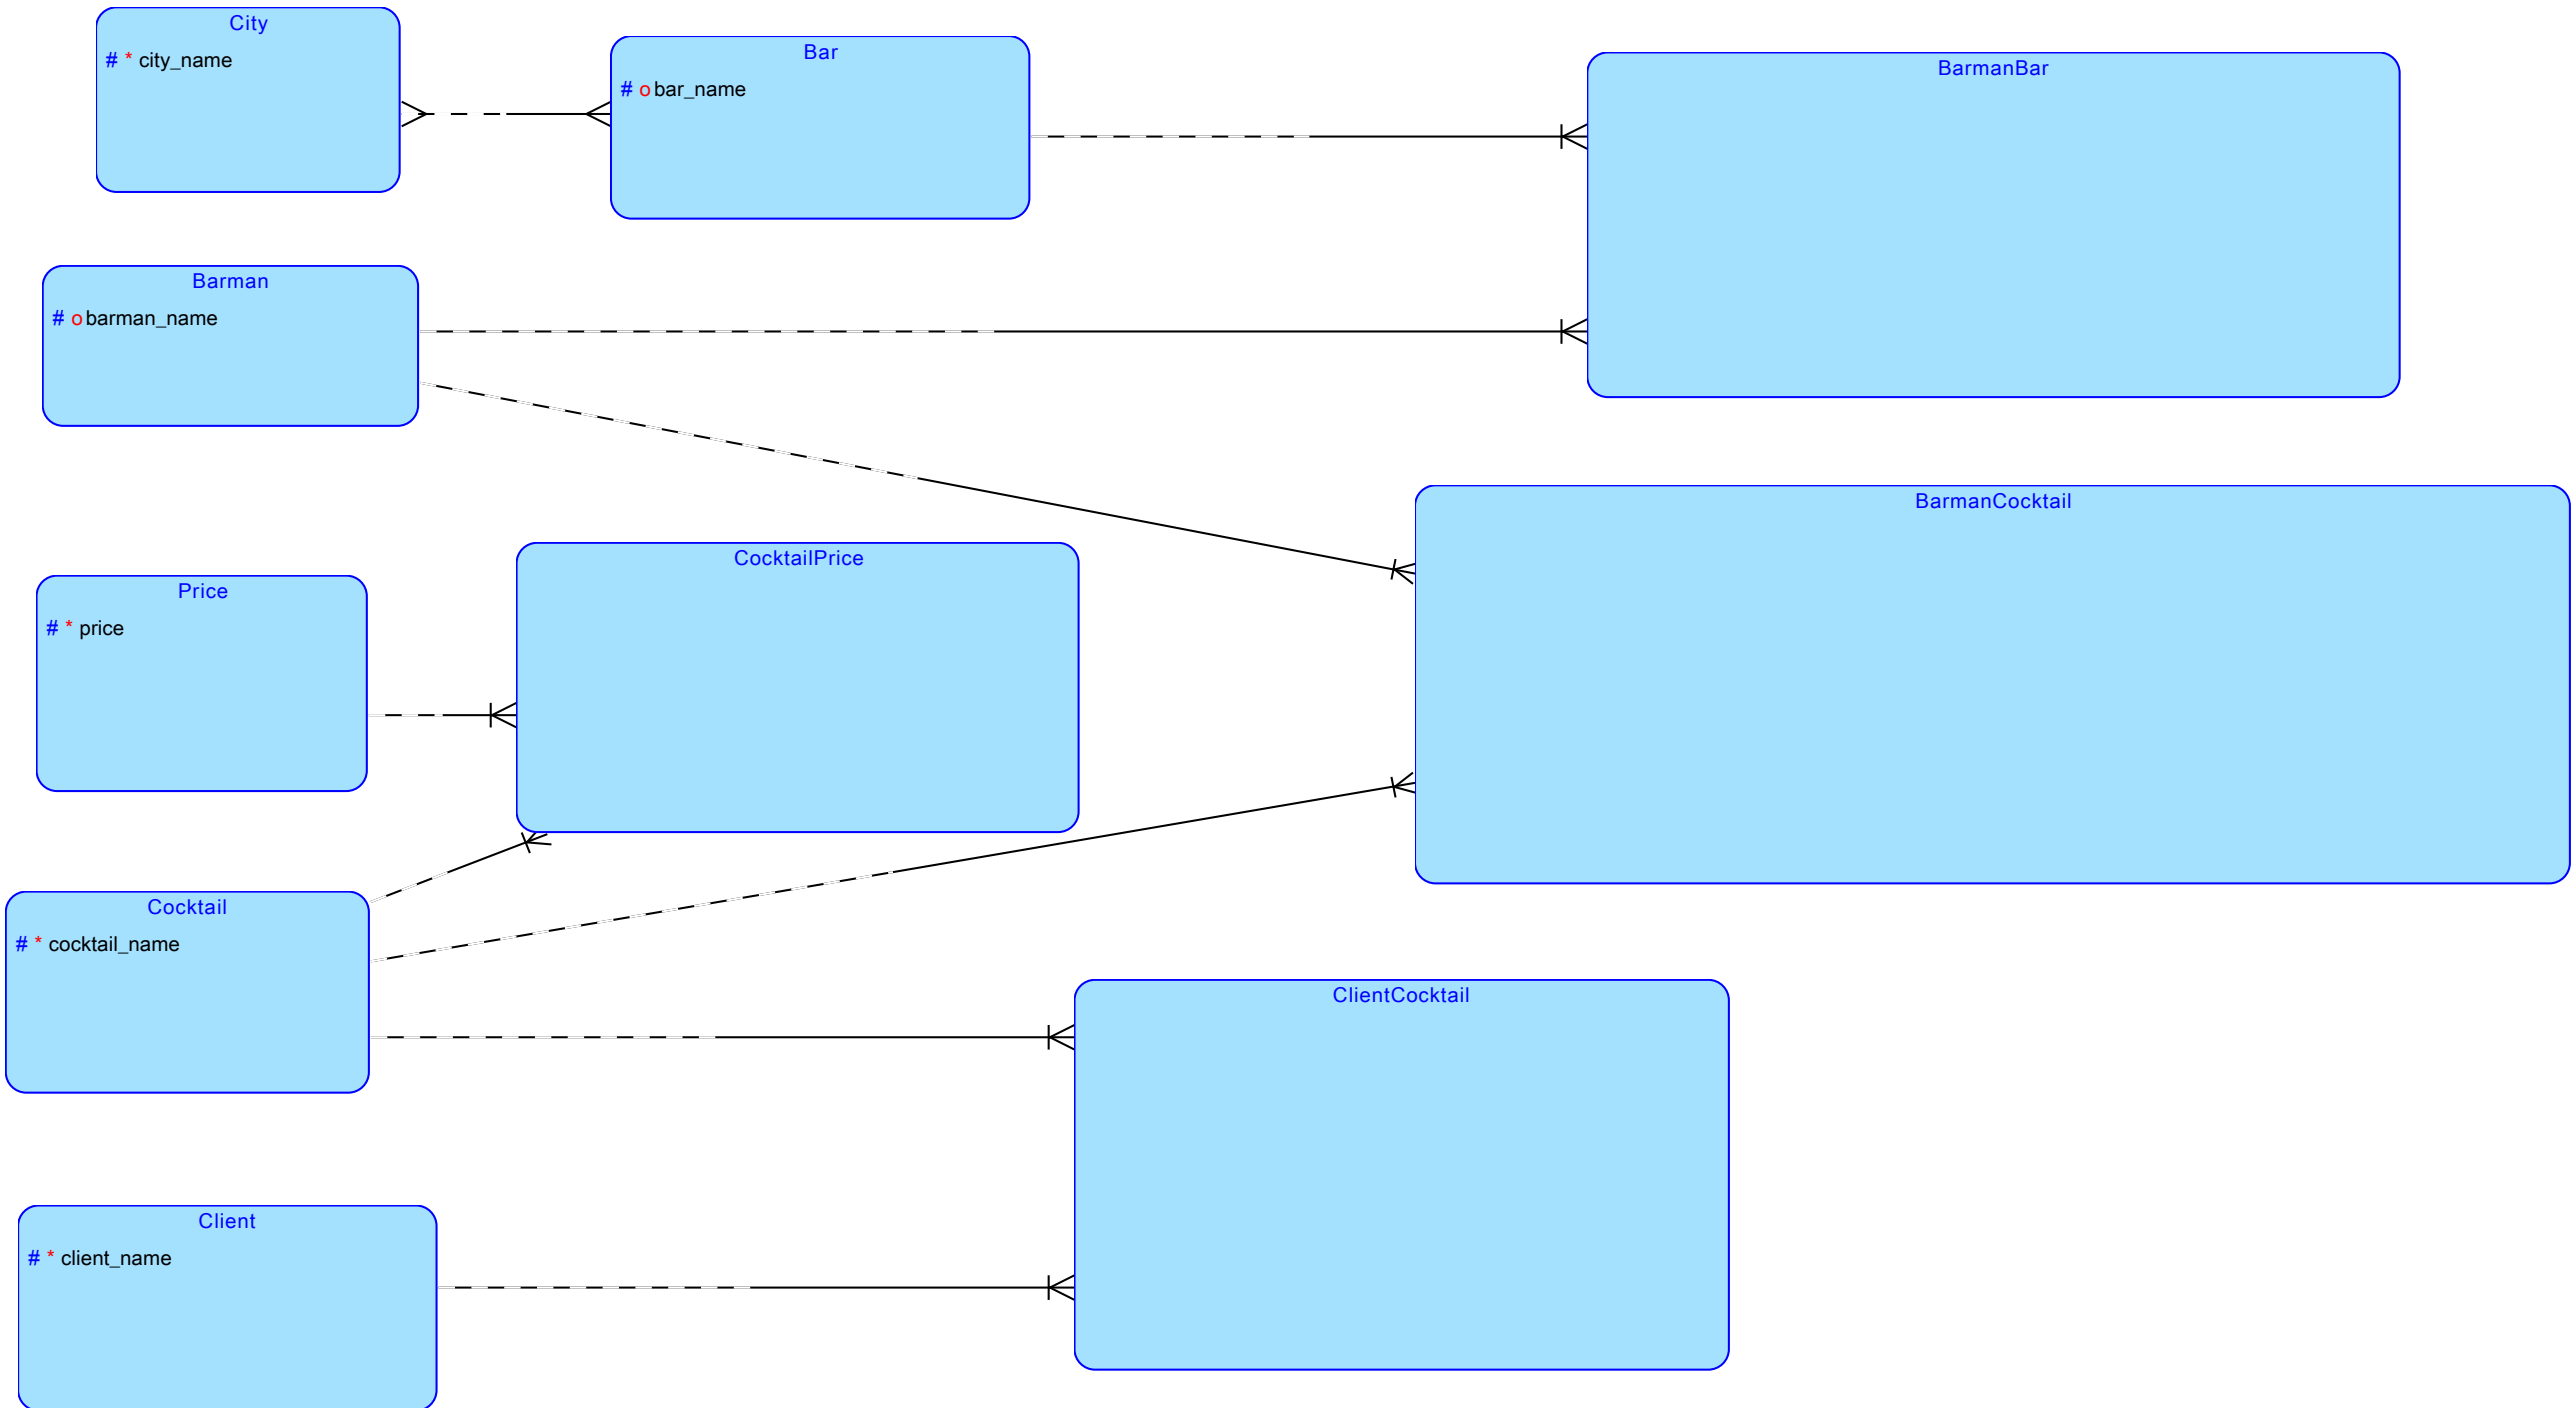 City
# * city_name
Bar
# o bar_name
BarmanBar
Barman
# o barman_name
BarmanCocktail
CocktailPrice
Price
# * price
Cocktail
# * cocktail_name
ClientCocktail
Client
# * client_name